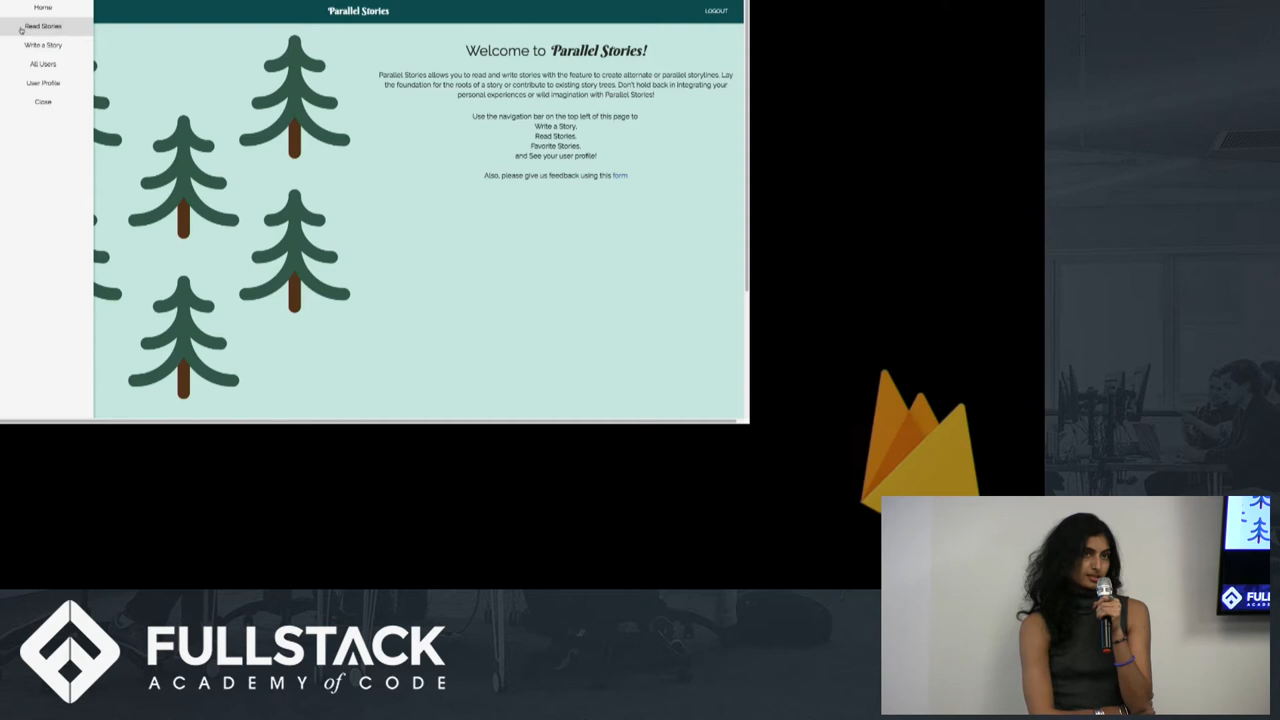 Home
Read Stories
Write a Story
All Users
User Profile
Close
Parallel Stories
LOGOUT
Welcome to Parallel Stories!
Parallel Stories allows you to read and write stories with the feature to create alternate or parallel storylines. Lay
the foundation for the roots of a story or contribute to existing story trees. Don't hold back in integrating your
personal experiences or wild imagination with Parallel Stories!
Use the navigation bar on the top left of this page to
Write a Story,
Read Stories,
Favorite Stories,
and See your user profile!
Also, please give us feedback using this form
FULLSTACK
ACADEMY of CODE
FUL
ACADE